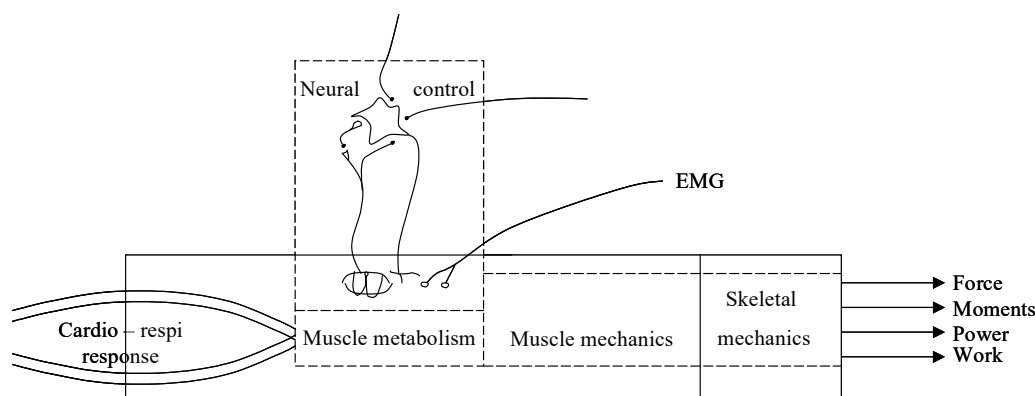 Neural control
EMG
Cardio – respi
response
Muscle metabolism
Muscle mechanics
Skeletal
mechanics
Force
Moments
Power
Work